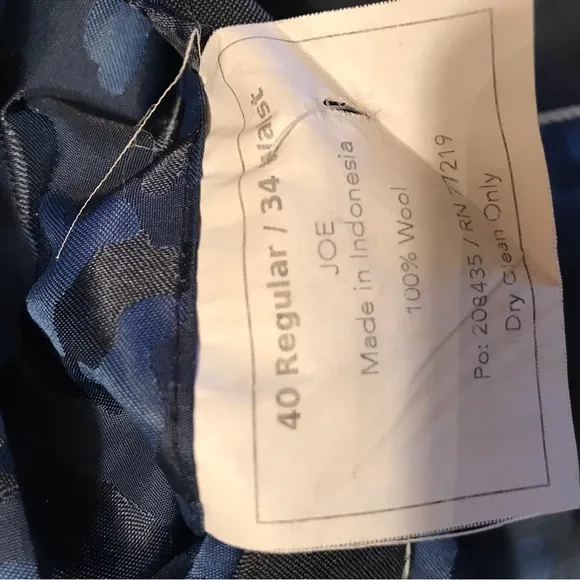 40 Regular / 34 Waist
JOE
Made in Indonesia
100% Wool
Po: 208435 / RN 77219
Dry Clean Only